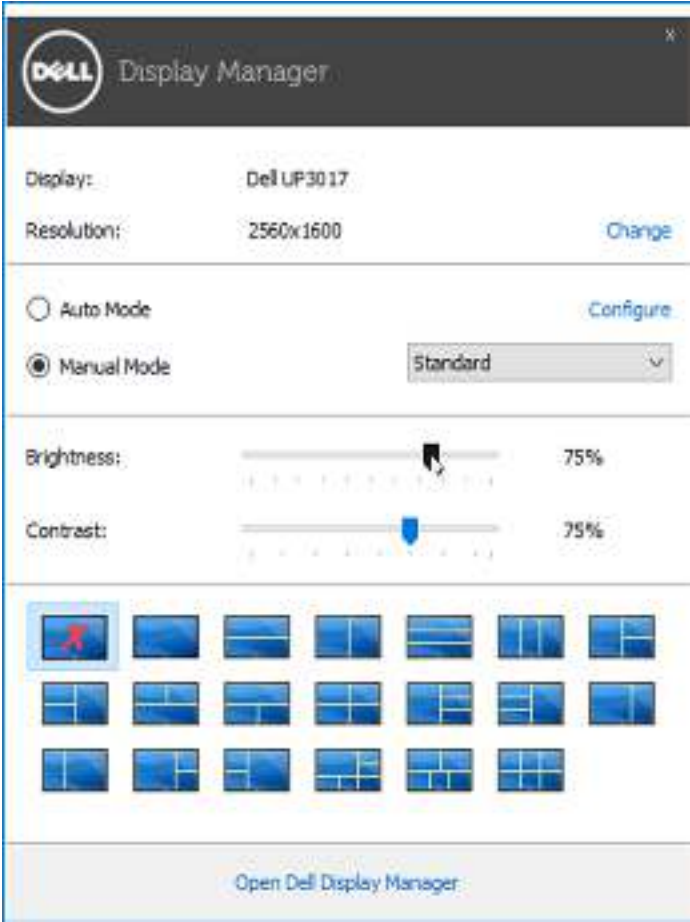 x
DELL Display Manager
Display: Dell UP3017
Resolution: 2560x1600 Change
Auto Mode Configure
Manual Mode Standard
Brightness: 75%
Contrast: 75%
Open Dell Display Manager